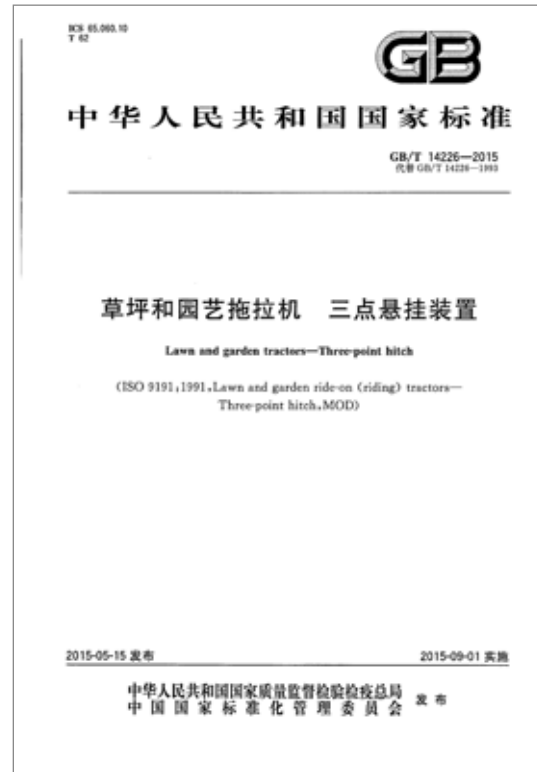 ICS 65.060.10
T 62
GB
中华人民共和国国家标准
GB/T 14226—2015
代替 GB/T 14226—1993
草坪和园艺拖拉机 三点悬挂装置
Lawn and garden tractors—Three-point hitch
(ISO 9191:1991,Lawn and garden ride-on (riding) tractors—
Three-point hitch,MOD)
2015-05-15 发布
2015-09-01 实施
中华人民共和国国家质量监督检验检疫总局
中国国家标准化管理委员会
发布